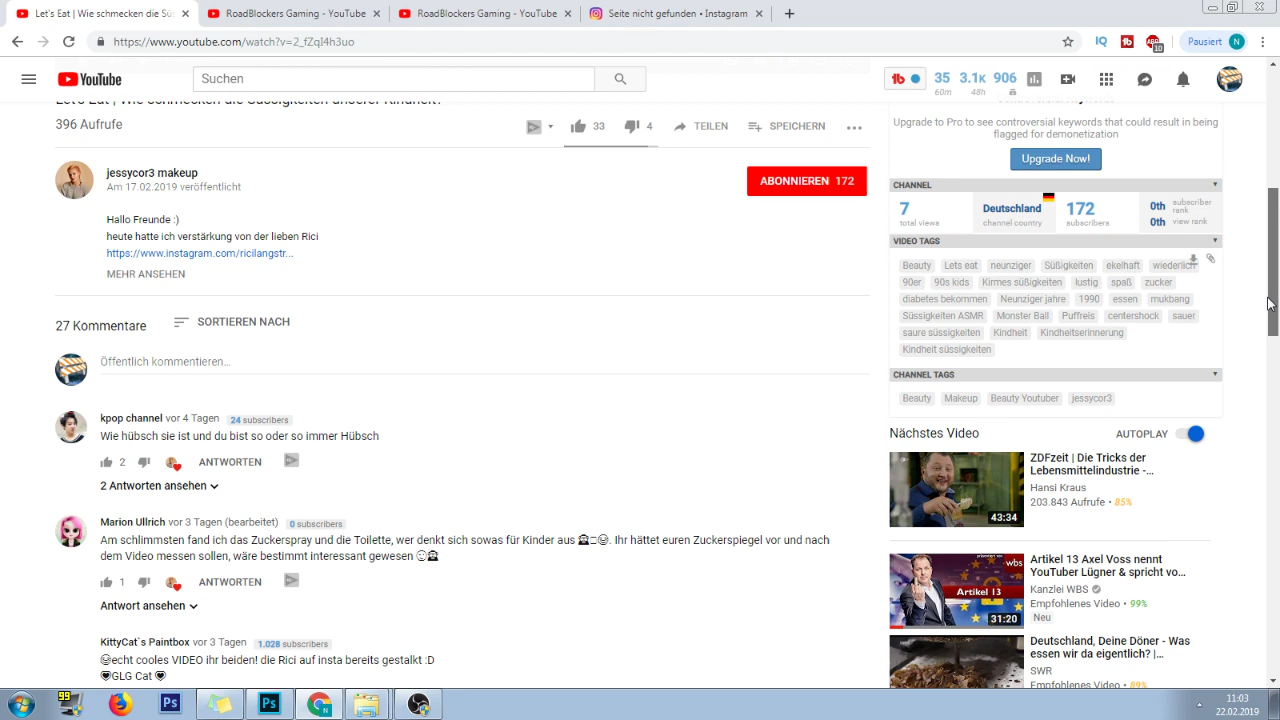 Let's Eat | Wie schmecken die Süs
RoadBlockers Gaming - YouTube
RoadBlockers Gaming - YouTube
Seite nicht gefunden • Instagram
https://www.youtube.com/watch?v=2_fZql4h3uo
IQ
10
Pausiert N
YouTube
Suchen
35 3.1K 906
60m 48h
Let's Eat | Wie schmecken die Süssigkeiten unserer Kindheit?
396 Aufrufe
33 4 TEILEN SPEICHERN
jessycor3 makeup
Am 17.02.2019 veröffentlicht
ABONNIEREN 172
Hallo Freunde :)
heute hatte ich verstärkung von der lieben Rici
https://www.instagram.com/ricilangstr...
MEHR ANSEHEN
27 Kommentare SORTIEREN NACH
Öffentlich kommentieren...
kpop channel vor 4 Tagen 24 subscribers
Wie hübsch sie ist und du bist so oder so immer Hübsch
2 ANTWORTEN
2 Antworten ansehen
Marion Ullrich vor 3 Tagen (bearbeitet) 0 subscribers
Am schlimmsten fand ich das Zuckerspray und die Toilette, wer denkt sich sowas für Kinder aus. Ihr hättet euren Zuckerspiegel vor und nach
dem Video messen sollen, wäre bestimmt interessant gewesen
1 ANTWORTEN
Antwort ansehen
KittyCat`s Paintbox vor 3 Tagen 1.028 subscribers
echt cooles VIDEO ihr beiden! die Rici auf insta bereits gestalkt :D
GLG Cat
Upgrade to Pro to see controversial keywords that could result in being
flagged for demonetization
Upgrade Now!
CHANNEL
7 Deutschland 172 0th subscriber rank
total views channel country subscribers 0th view rank
VIDEO TAGS
Beauty Lets eat neunziger Süßigkeiten ekelhaft wiederlich
90er 90s kids Kirmes süßigkeiten lustig spaß zucker
diabetes bekommen Neunziger jahre 1990 essen mukbang
Süssigkeiten ASMR Monster Ball Puffreis centershock sauer
saure süssigkeiten Kindheit Kindheitserinnerung
Kindheit süssigkeiten
CHANNEL TAGS
Beauty Makeup Beauty Youtuber jessycor3
Nächstes Video AUTOPLAY
ZDFzeit | Die Tricks der
Lebensmittelindustrie -...
Hansi Kraus
203.843 Aufrufe • 85%
43:34
Artikel 13 Axel Voss nennt
YouTuber Lügner & spricht vo...
Kanzlei WBS
Empfohlenes Video • 99%
Neu
wbs
Artikel 13
31:20
Deutschland, Deine Döner - Was
essen wir da eigentlich? |...
SWR
Empfohlenes Video • 89%
99
Ps
Ps
11:03
22.02.2019